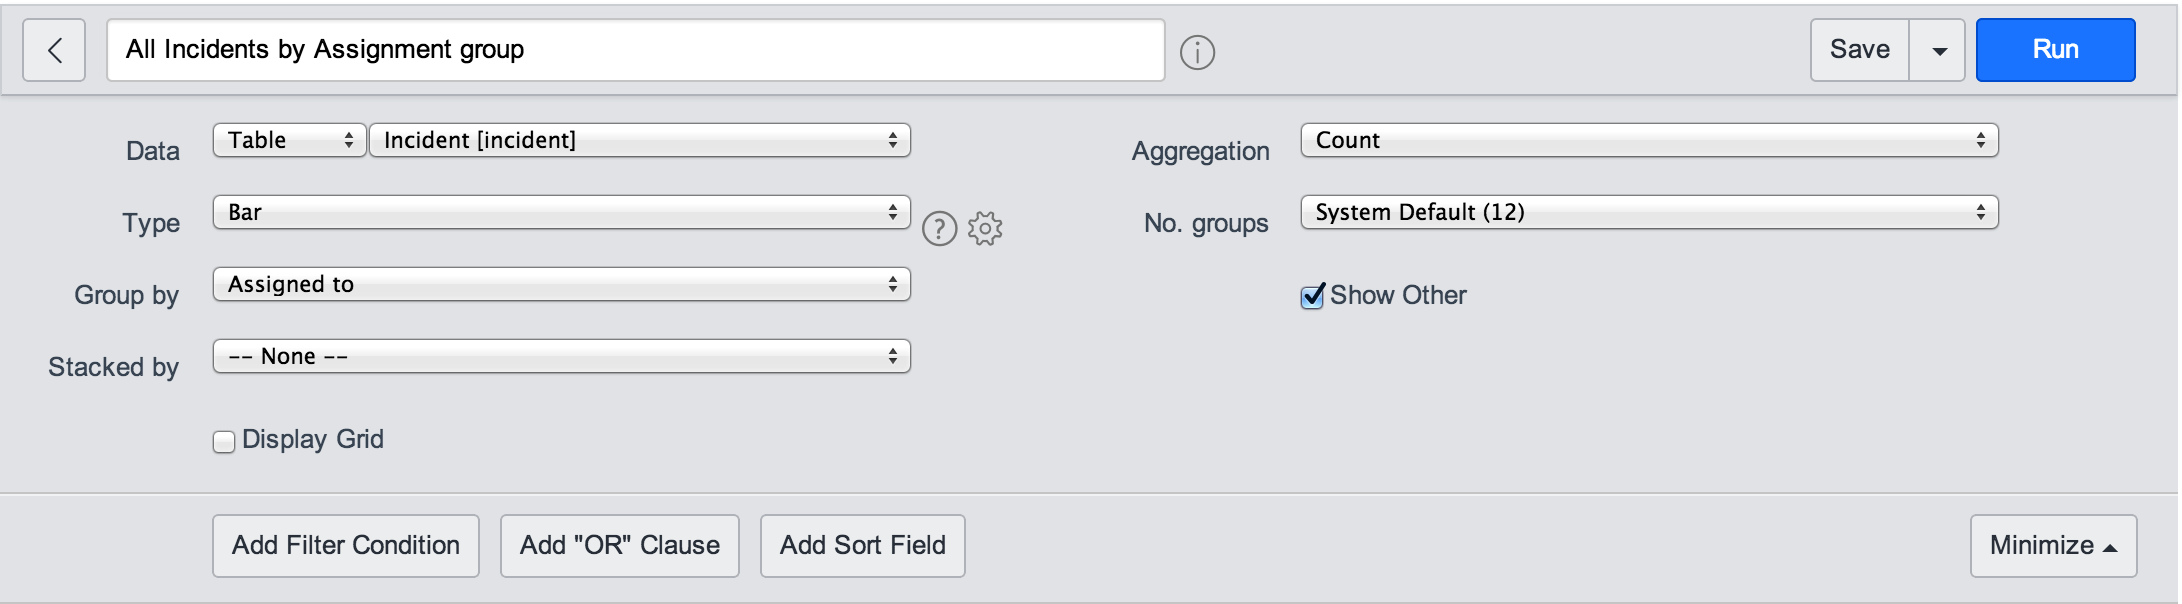 All Incidents by Assignment group
Save
Run
Data Table Incident [incident]
Aggregation Count
Type Bar
No. groups System Default (12)
Group by Assigned to
Show Other
Stacked by -- None --
Display Grid
Add Filter Condition Add "OR" Clause Add Sort Field
Minimize